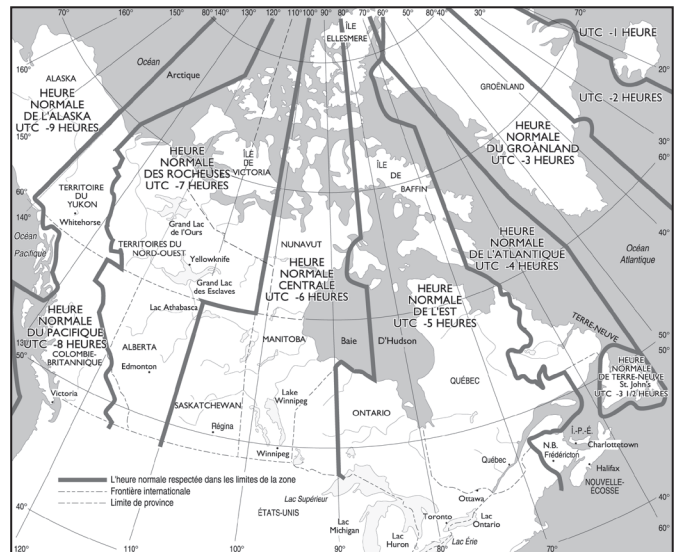 70°
160°
150°
80°
140°
130°
120°
110°
100°
90°
80°
70°
60°
50°
80°
40°
30°
ÎLE
ELLESMERE
UTC -1 HEURE
20°
UTC -2 HEURES
30°
60°
160°
ALASKA
HEURE
NORMALE
DE L'ALASKA
UTC -9 HEURES
Océan
Arctique
GROËNLAND
HEURE
NORMALE
DU GROÀNLAND
UTC -3 HEURES
150°
HEURE
NORMALE
DES ROCHEUSES
UTC -7 HEURES
ÎLE
DE
VICTORIA
ÎLE
DE
BAFFIN
60°
140°
TERRITOIRE
DU
YUKON
Whitehorse
Océan
Pacifique
Grand Lac
de l'Ours
TERRITOIRES DU
NORD-OUEST
Yellowknife
Grand Lac
des Esclaves
NUNAVUT
HEURE
NORMALE
CENTRALE
UTC -6 HEURES
HEURE
NORMALE
DE L'ATLANTIQUE
UTC -4 HEURES
40°
Océan
Atlantique
HEURE
NORMALE
DE L'EST
UTC -5 HEURES
HEURE
NORMALE
DU PACIFIQUE
UTC -8 HEURES
COLOMBIE-
BRITANNIQUE
50°
Lac Athabasca
ALBERTA
Edmonton
MANITOBA
Baie
D'Hudson
TERRE-NEUVE
50°
50°
HEURE
NORMALE
DE TERRE-NEUVE
St. John's
UTC -3 1/2 HEURES
Victoria
SASKATCHEWAN
Régina
Lake
Winnipeg
Winnipeg
ONTARIO
QUÉBEC
Québec
Î.-P.-É.
Charlottetown
N.B.
Frédéricton
Halifax
NOUVELLE-
ÉCOSSE
L'heure normale respectée dans les limites de la zone
Frontière internationale
Limite de province
ÉTATS-UNIS
Lac Supérieur
Ottawa
Toronto
Lac
Ontario
Lac
Michigan
Lac
Huron
Lac Érie
40°
40°
60°
120°
110°
100°
90°
80°
70°